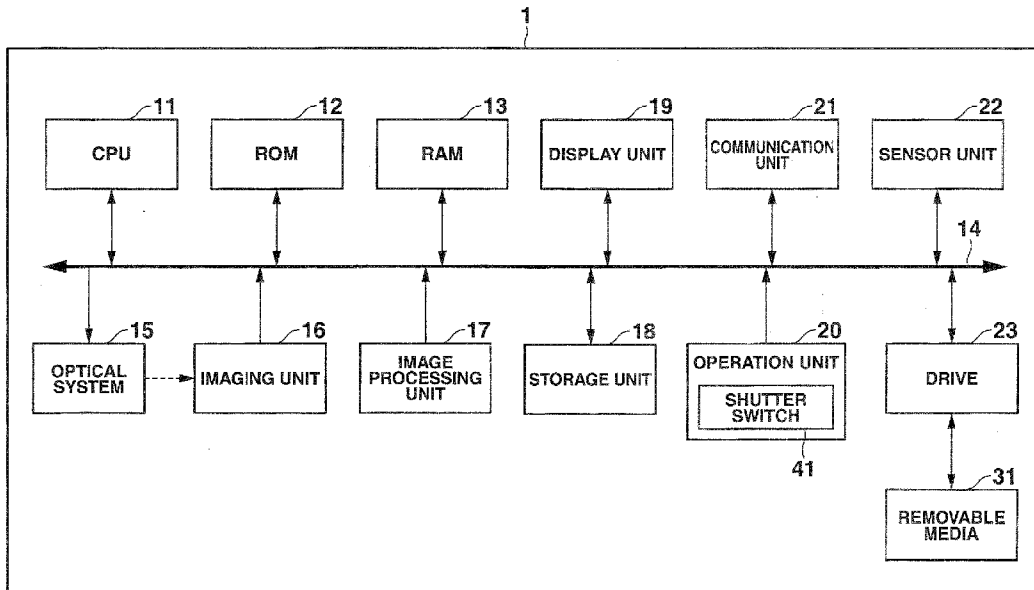 1
11
12
13
19
21
22
CPU
ROM
RAM
DISPLAY UNIT
COMMUNICATION
UNIT
SENSOR UNIT
14
15
16
17
18
20
23
OPTICAL
SYSTEM
IMAGING UNIT
IMAGE
PROCESSING
UNIT
STORAGE UNIT
OPERATION UNIT
SHUTTER
SWITCH
DRIVE
41
31
REMOVABLE
MEDIA